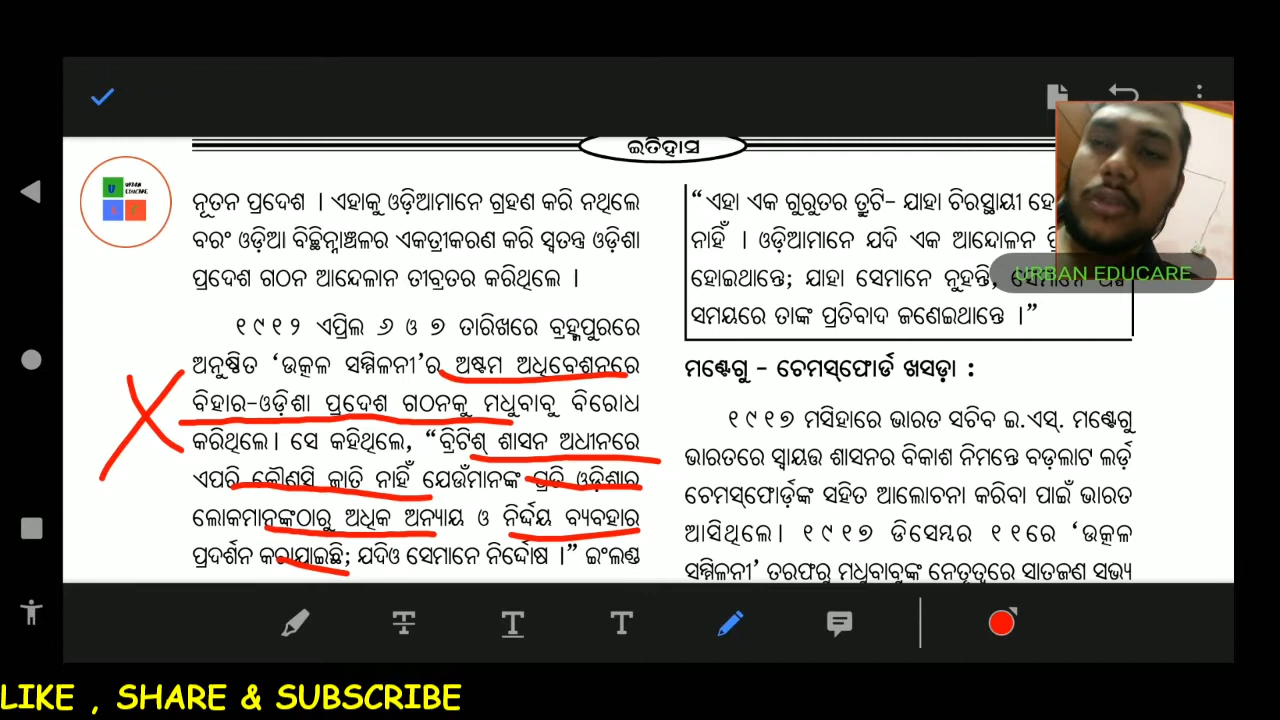 ଇତିହାସ
URBAN EDUCARE
ନୂତନ ପ୍ରଦେଶ । ଏହାକୁ ଓଡ଼ିଆମାନେ ଗ୍ରହଣ କରି ନଥିଲେ
ବରଂ ଓଡ଼ିଆ ବିଚ୍ଛିନ୍ନାଞ୍ଚଳର ଏକତ୍ରୀକରଣ କରି ସ୍ୱତନ୍ତ୍ର ଓଡ଼ିଶା
ପ୍ରଦେଶ ଗଠନ ଆନ୍ଦେଳାନ ତୀବ୍ରତର କରିଥିଲେ ।
୧୯୧୨ ଏପ୍ରିଲ ୬ ଓ ୭ ତାରିଖରେ ବ୍ରହ୍ମପୁରରେ
ଅନୁଷ୍ଠିତ ‘ଉତ୍କଳ ସମ୍ମିଳନୀ’ର ଅଷ୍ଟମ ଅଧିବେଶନରେ
ବିହାର-ଓଡ଼ିଶା ପ୍ରଦେଶ ଗଠନକୁ ମଧୁବାବୁ ବିରୋଧ
କରିଥିଲେ। ସେ କହିଥିଲେ, “ବ୍ରିଟିଶ୍ ଶାସନ ଅଧୀନରେ
ଏପରି କୌଣସି ଜାତି ନାହିଁ ଯେଉଁମାନଙ୍କ ପ୍ରତି ଓଡ଼ିଶାର
ଲୋକମାନଙ୍କଠାରୁ ଅଧିକ ଅନ୍ୟାୟ ଓ ନିର୍ଦ୍ଦୟ ବ୍ୟବହାର
ପ୍ରଦର୍ଶନ କରାଯାଇଛି; ଯଦିଓ ସେମାନେ ନିର୍ଦ୍ଦୋଷ ।” ଇଂଲଣ୍ଡ
“ଏହା ଏକ ଗୁରୁତର ତ୍ରୁଟି- ଯାହା ଚିରସ୍ଥାୟୀ
ନାହିଁ । ଓଡ଼ିଆମାନେ ଯଦି ଏକ ଆନ୍ଦୋଳନ
ହୋଇଥାନ୍ତେ; ଯାହା ସେମାନେ ନୁହନ୍ତି, ସେମାନେ
ସମୟରେ ତାଙ୍କ ପ୍ରତିବାଦ ଜଣେଇଥାନ୍ତେ ।”
ମଣ୍ଟେଗୁ - ଚେମସ୍‌ଫୋର୍ଡ ଖସଡ଼ା :
୧୯୧୭ ମସିହାରେ ଭାରତ ସଚିବ ଇ.ଏସ୍. ମଣ୍ଟେଗୁ
ଭାରତରେ ସ୍ୱାୟତ୍ତ ଶାସନର ବିକାଶ ନିମନ୍ତେ ବଡ଼ଲାଟ ଲର୍ଡ଼
ଚେମସ୍‌ଫୋର୍ଡ଼ଙ୍କ ସହିତ ଆଲୋଚନା କରିବା ପାଇଁ ଭାରତ
ଆସିଥିଲେ। ୧୯୧୭ ଡିସେମ୍ବର ୧୧ରେ ‘ଉତ୍କଳ
ସମ୍ମିଳନୀ’ ତରଫରୁ ମଧୁବାବୁଙ୍କ ନେତୃତ୍ୱରେ ସାତଜଣ ସଭ୍ୟ
URBAN EDUCARE
LIKE , SHARE & SUBSCRIBE